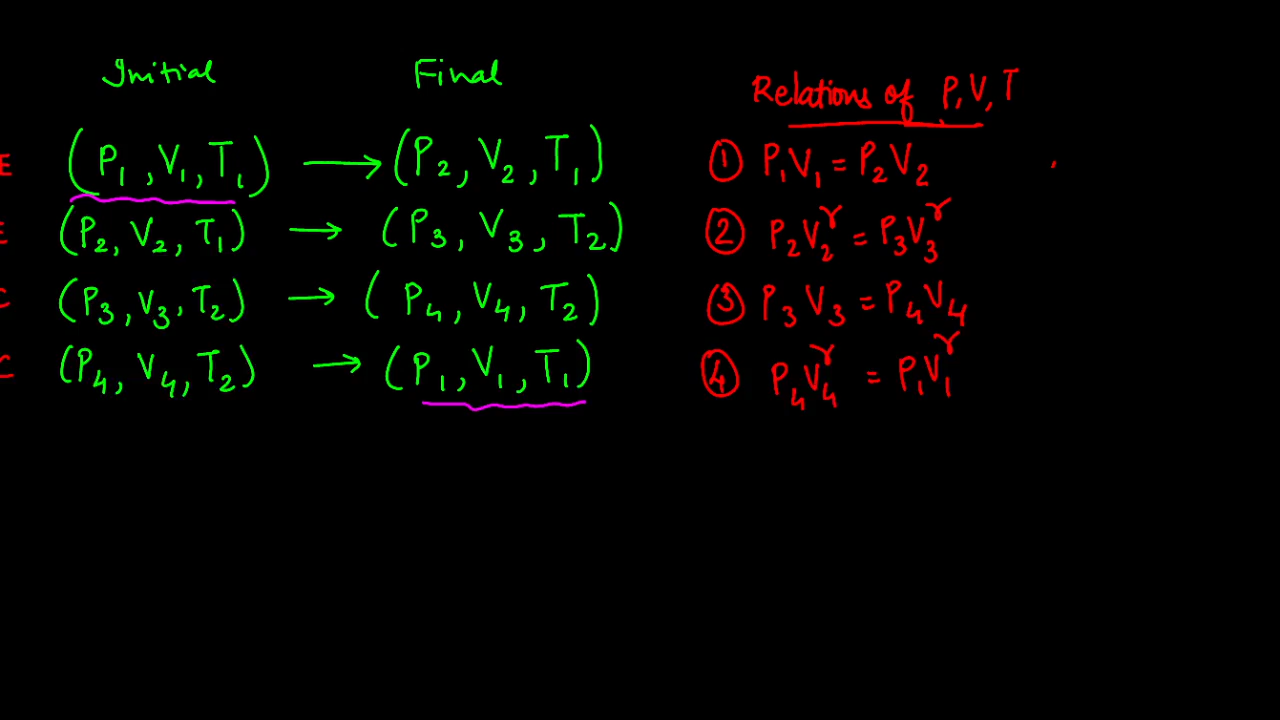 Initial Final Relations of P, V, T
E (P₁, V₁, T₁) → (P₂, V₂, T₁) ① P₁V₁ = P₂V₂
E (P₂, V₂, T₁) → (P₃, V₃, T₂) ② P₂V₂^γ = P₃V₃^γ
C (P₃, V₃, T₂) → (P₄, V₄, T₂) ③ P₃V₃ = P₄V₄
C (P₄, V₄, T₂) → (P₁, V₁, T₁) ④ P₄V₄^γ = P₁V₁^γ